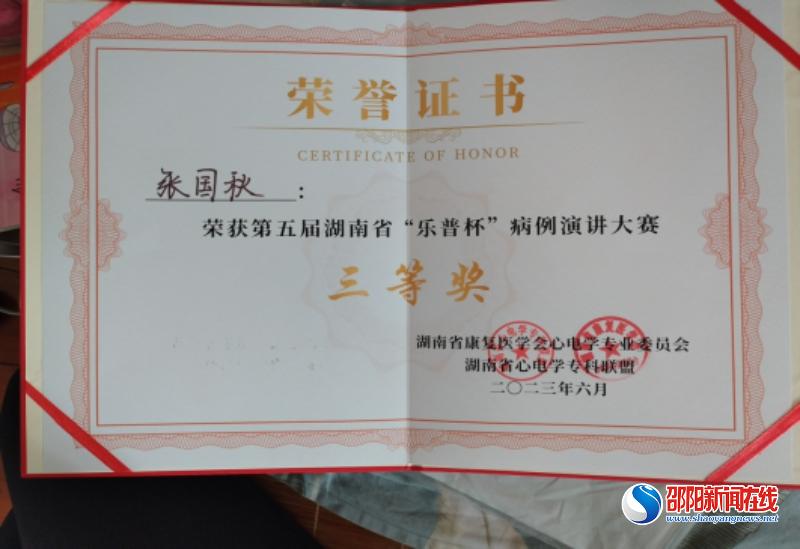 荣誉证书
CERTIFICATE OF HONOR
张国秋：
荣获第五届湖南省“乐普杯”病例演讲大赛
三等奖
湖南省康复医学会心电学专业委员会
湖南省心电学专科联盟
二〇二三年六月
邵阳新闻在线
www.shaoyangnews.net